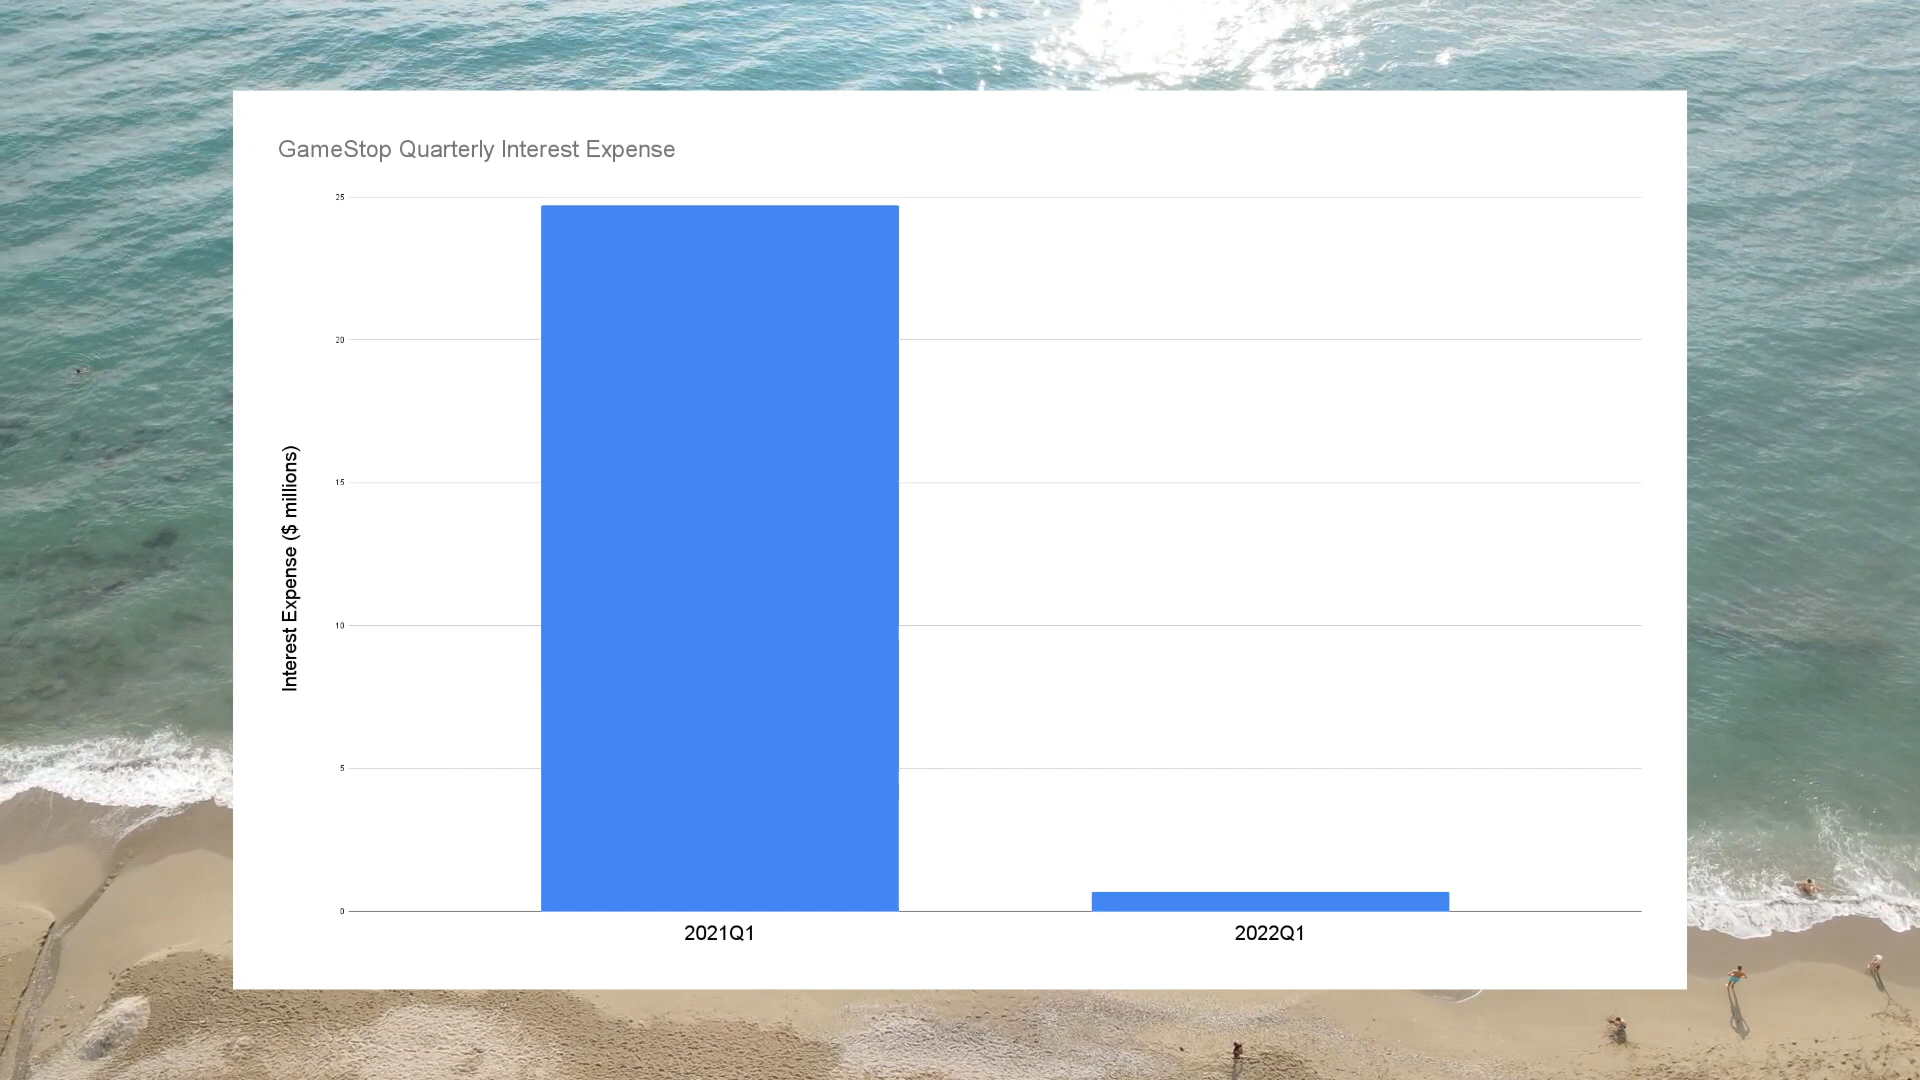 GameStop Quarterly Interest Expense
25
20
15
10
5
0
Interest Expense ($ millions)
2021Q1
2022Q1